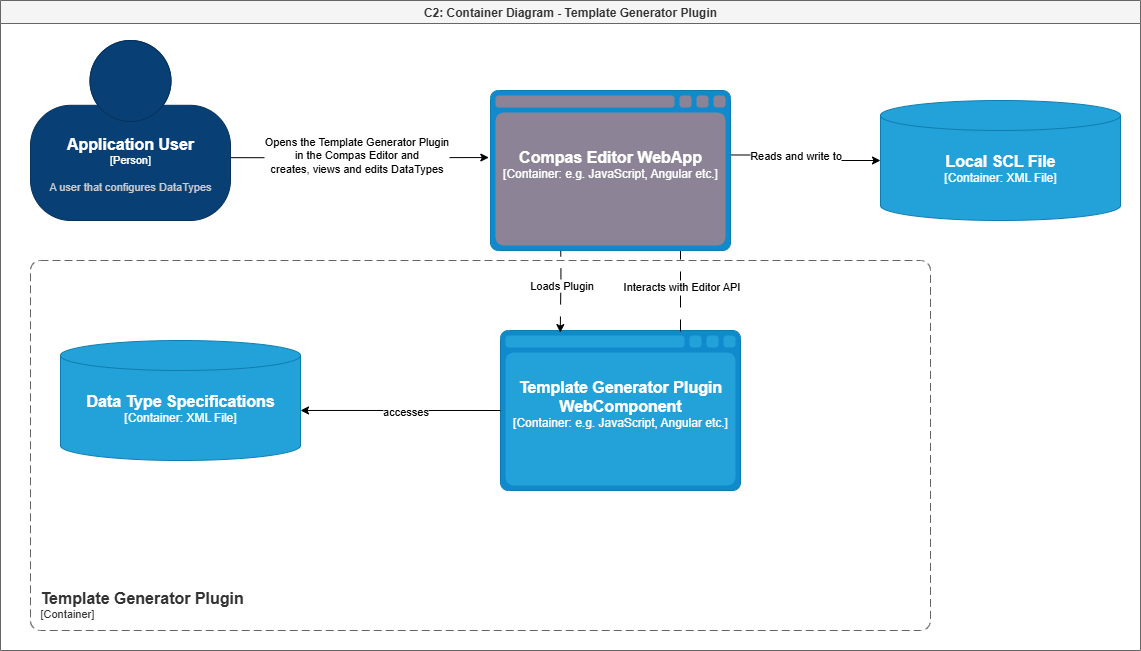 C2: Container Diagram - Template Generator Plugin
Application User
[Person]
A user that configures DataTypes
Opens the Template Generator Plugin
in the Compas Editor and
creates, views and edits DataTypes
Compas Editor WebApp
[Container: e.g. JavaScript, Angular etc.]
Reads and write to
Local SCL File
[Container: XML File]
Loads Plugin
Interacts with Editor API
Template Generator Plugin
WebComponent
[Container: e.g. JavaScript, Angular etc.]
accesses
Data Type Specifications
[Container: XML File]
Template Generator Plugin
[Container]